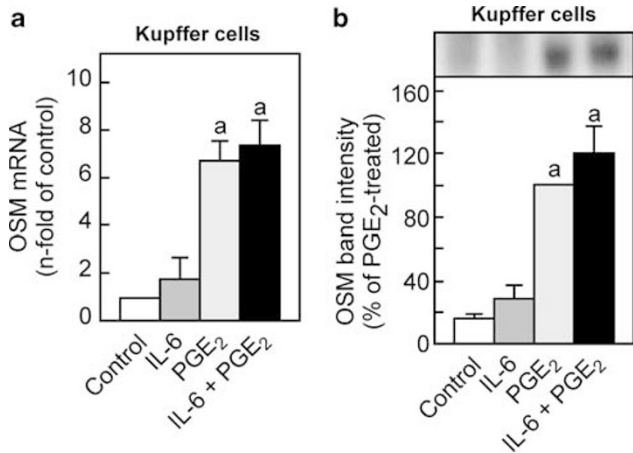 a
Kupffer cells
OSM mRNA
(n-fold of control)
10
8
6
4
2
0
a
a
Control
IL-6
PGE₂
IL-6 + PGE₂
b
Kupffer cells
OSM band intensity
(% of PGE₂-treated)
160
120
80
40
0
a
a
Control
IL-6
PGE₂
IL-6 + PGE₂